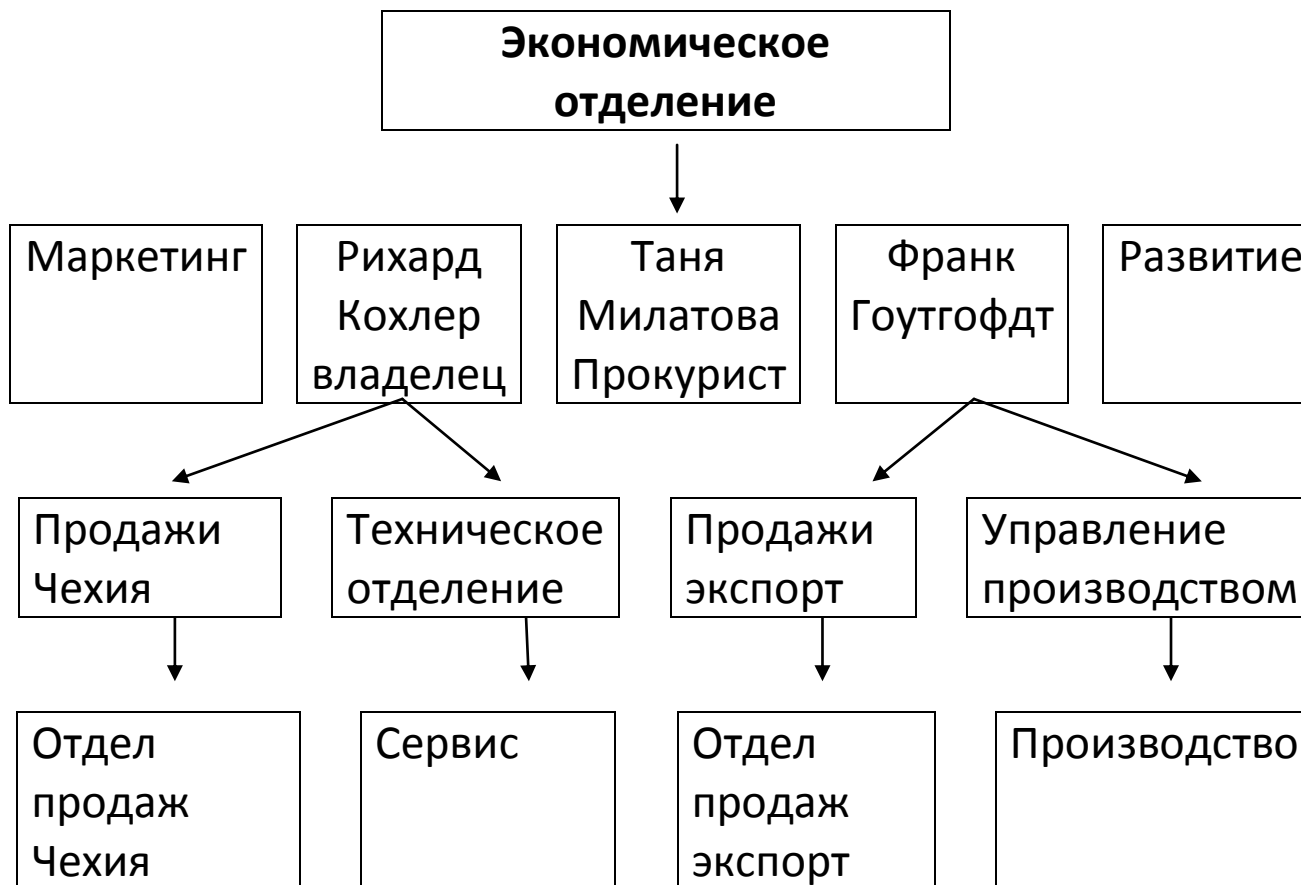 Экономическое
отделение
Маркетинг
Рихард
Кохлер
владелец
Таня
Милатова
Прокурист
Франк
Гоутгофдт
Развитие
Продажи
Чехия
Техническое
отделение
Продажи
экспорт
Управление
производством
Отдел
продаж
Чехия
Сервис
Отдел
продаж
экспорт
Производство